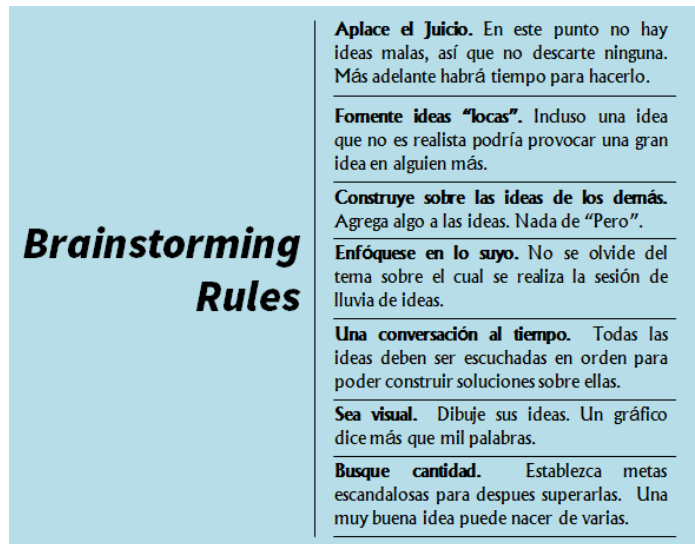 Brainstorming
Rules
Aplace el Juicio. En este punto no hay
ideas malas, así que no descarte ninguna.
Más adelante habrá tiempo para hacerlo.
Fomente ideas “locas”. Incluso una idea
que no es realista podría provocar una gran
idea en alguien más.
Construye sobre las ideas de los demás.
Agrega algo a las ideas. Nada de “Pero”.
Enfóquese en lo suyo. No se olvide del
tema sobre el cual se realiza la sesión de
lluvia de ideas.
Una conversación al tiempo. Todas las
ideas deben ser escuchadas en orden para
poder construir soluciones sobre ellas.
Sea visual. Dibuje sus ideas. Un gráfico
dice más que mil palabras.
Busque cantidad. Establezca metas
escandalosas para despues superarlas. Una
muy buena idea puede nacer de varias.